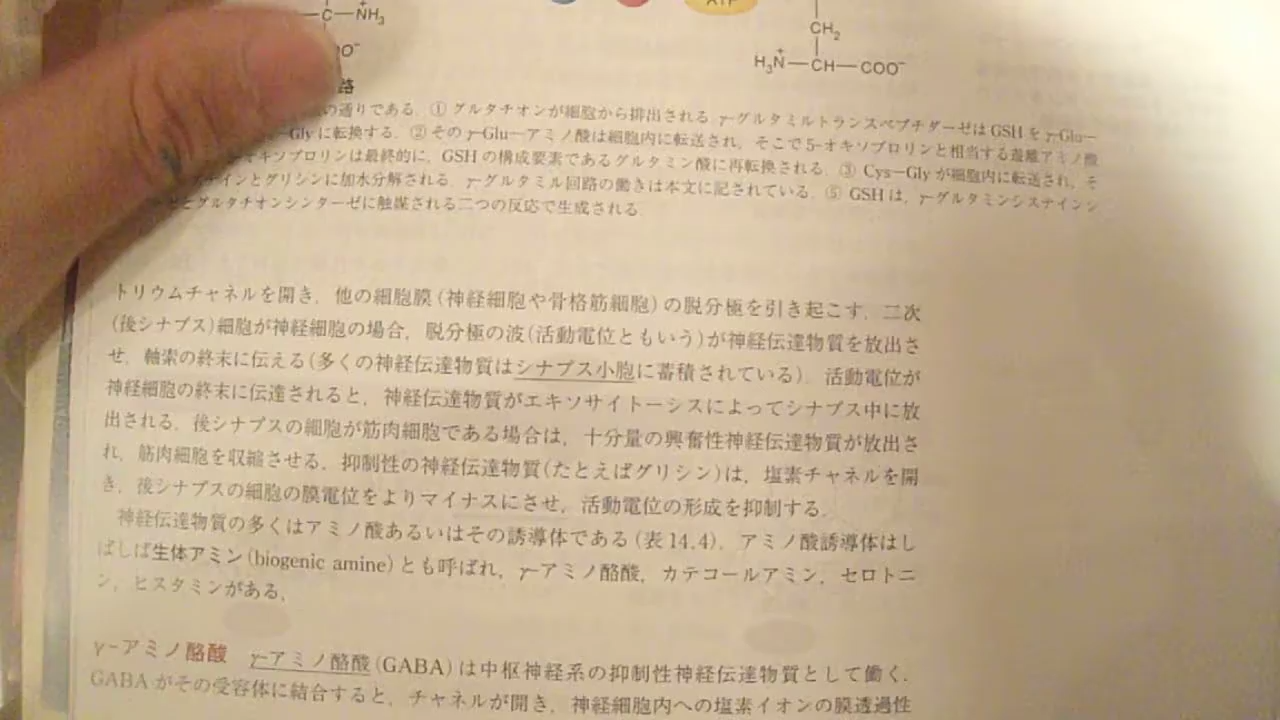 C—NH₃⁺
ATP
CH₂
O⁻
H₃N⁺—CH—COO⁻
路
の通りである. ① グルタチオンが細胞から排出される. γ-グルタミルトランスペプチダーゼは GSH を γ-Glu—
—Gly に転換する. ② その γ-Glu—アミノ酸は細胞内に転送され, そこで 5-オキソプロリンと相当する遊離アミノ酸
オキソプロリンは最終的に, GSH の構成要素であるグルタミン酸に再転換される. ③ Cys—Gly が細胞内に転送され, そ
テインとグリシンに加水分解される. γ-グルタミル回路の働きは本文に記されている. ⑤ GSH は, γ-グルタミンシステインシ
とグルタチオンシンターゼに触媒される二つの反応で生成される.
トリウムチャネルを開き, 他の細胞膜(神経細胞や骨格筋細胞)の脱分極を引き起こす. 二次
(後シナプス)細胞が神経細胞の場合, 脱分極の波(活動電位ともいう)が神経伝達物質を放出さ
せ, 軸索の終末に伝える(多くの神経伝達物質はシナプス小胞に蓄積されている). 活動電位が
神経細胞の終末に伝達されると, 神経伝達物質がエキソサイトーシスによってシナプス中に放
出される. 後シナプスの細胞が筋肉細胞である場合は, 十分量の興奮性神経伝達物質が放出さ
れ, 筋肉細胞を収縮させる. 抑制性の神経伝達物質(たとえばグリシン)は, 塩素チャネルを開
き, 後シナプスの細胞の膜電位をよりマイナスにさせ, 活動電位の形成を抑制する.
神経伝達物質の多くはアミノ酸あるいはその誘導体である(表 14.4). アミノ酸誘導体はし
ばしば生体アミン(biogenic amine)とも呼ばれ, γ-アミノ酪酸, カテコールアミン, セロトニ
ン, ヒスタミンがある.
γ-アミノ酪酸 γ-アミノ酪酸(GABA)は中枢神経系の抑制性神経伝達物質として働く.
GABA がその受容体に結合すると, チャネルが開き, 神経細胞内への塩素イオンの膜透過性